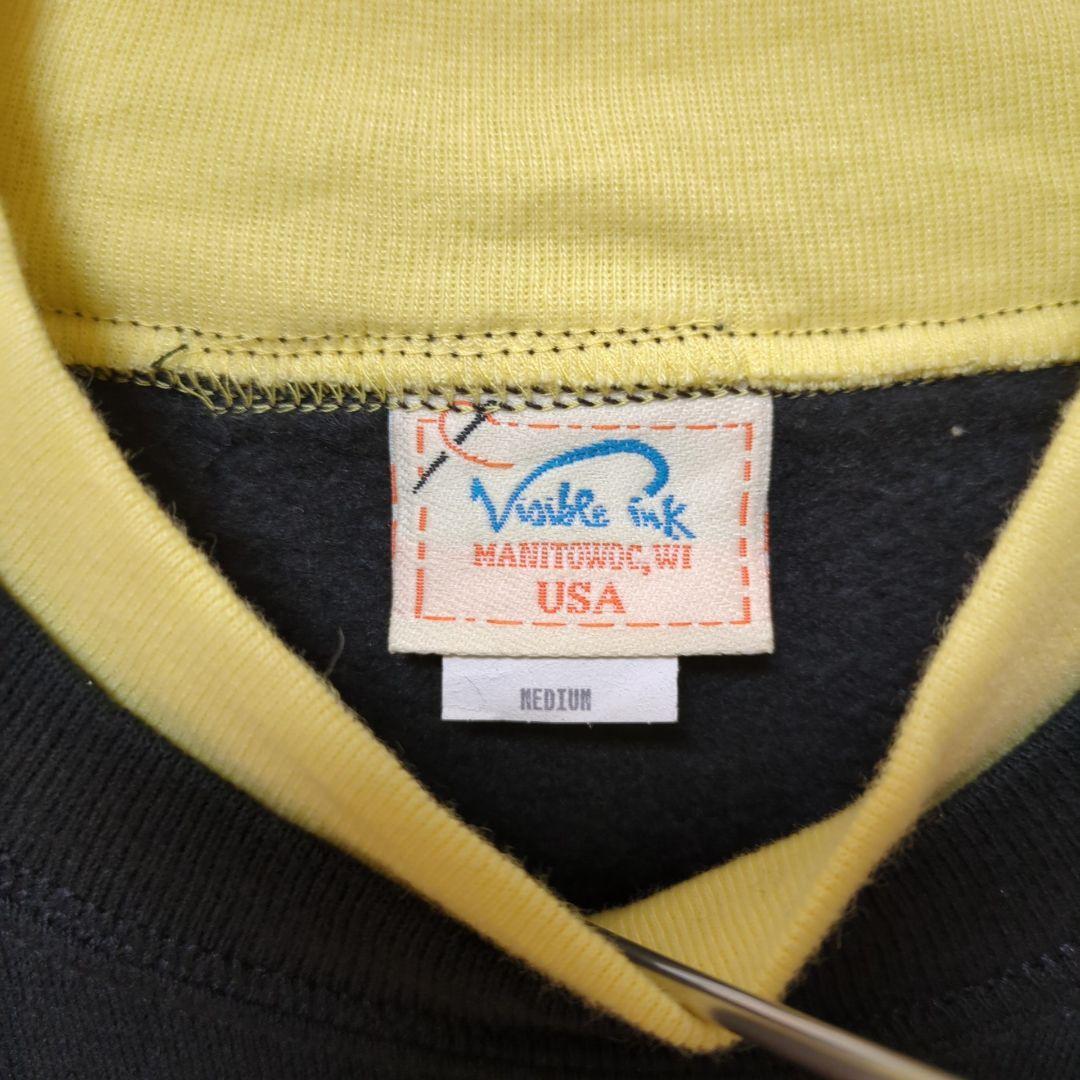 Visible ink
MANITOWOC, WI
USA
MEDIUM